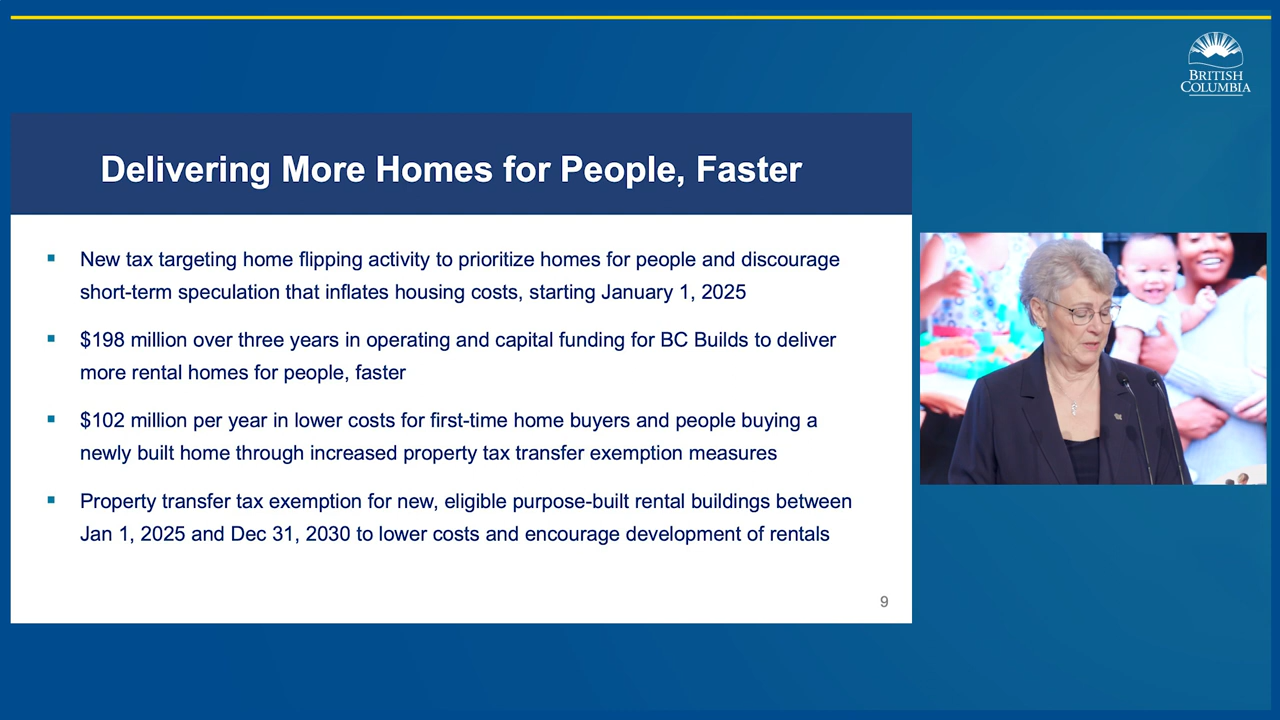 BRITISH
COLUMBIA
Delivering More Homes for People, Faster
▪ New tax targeting home flipping activity to prioritize homes for people and discourage
short-term speculation that inflates housing costs, starting January 1, 2025
▪ $198 million over three years in operating and capital funding for BC Builds to deliver
more rental homes for people, faster
▪ $102 million per year in lower costs for first-time home buyers and people buying a
newly built home through increased property tax transfer exemption measures
▪ Property transfer tax exemption for new, eligible purpose-built rental buildings between
Jan 1, 2025 and Dec 31, 2030 to lower costs and encourage development of rentals
9